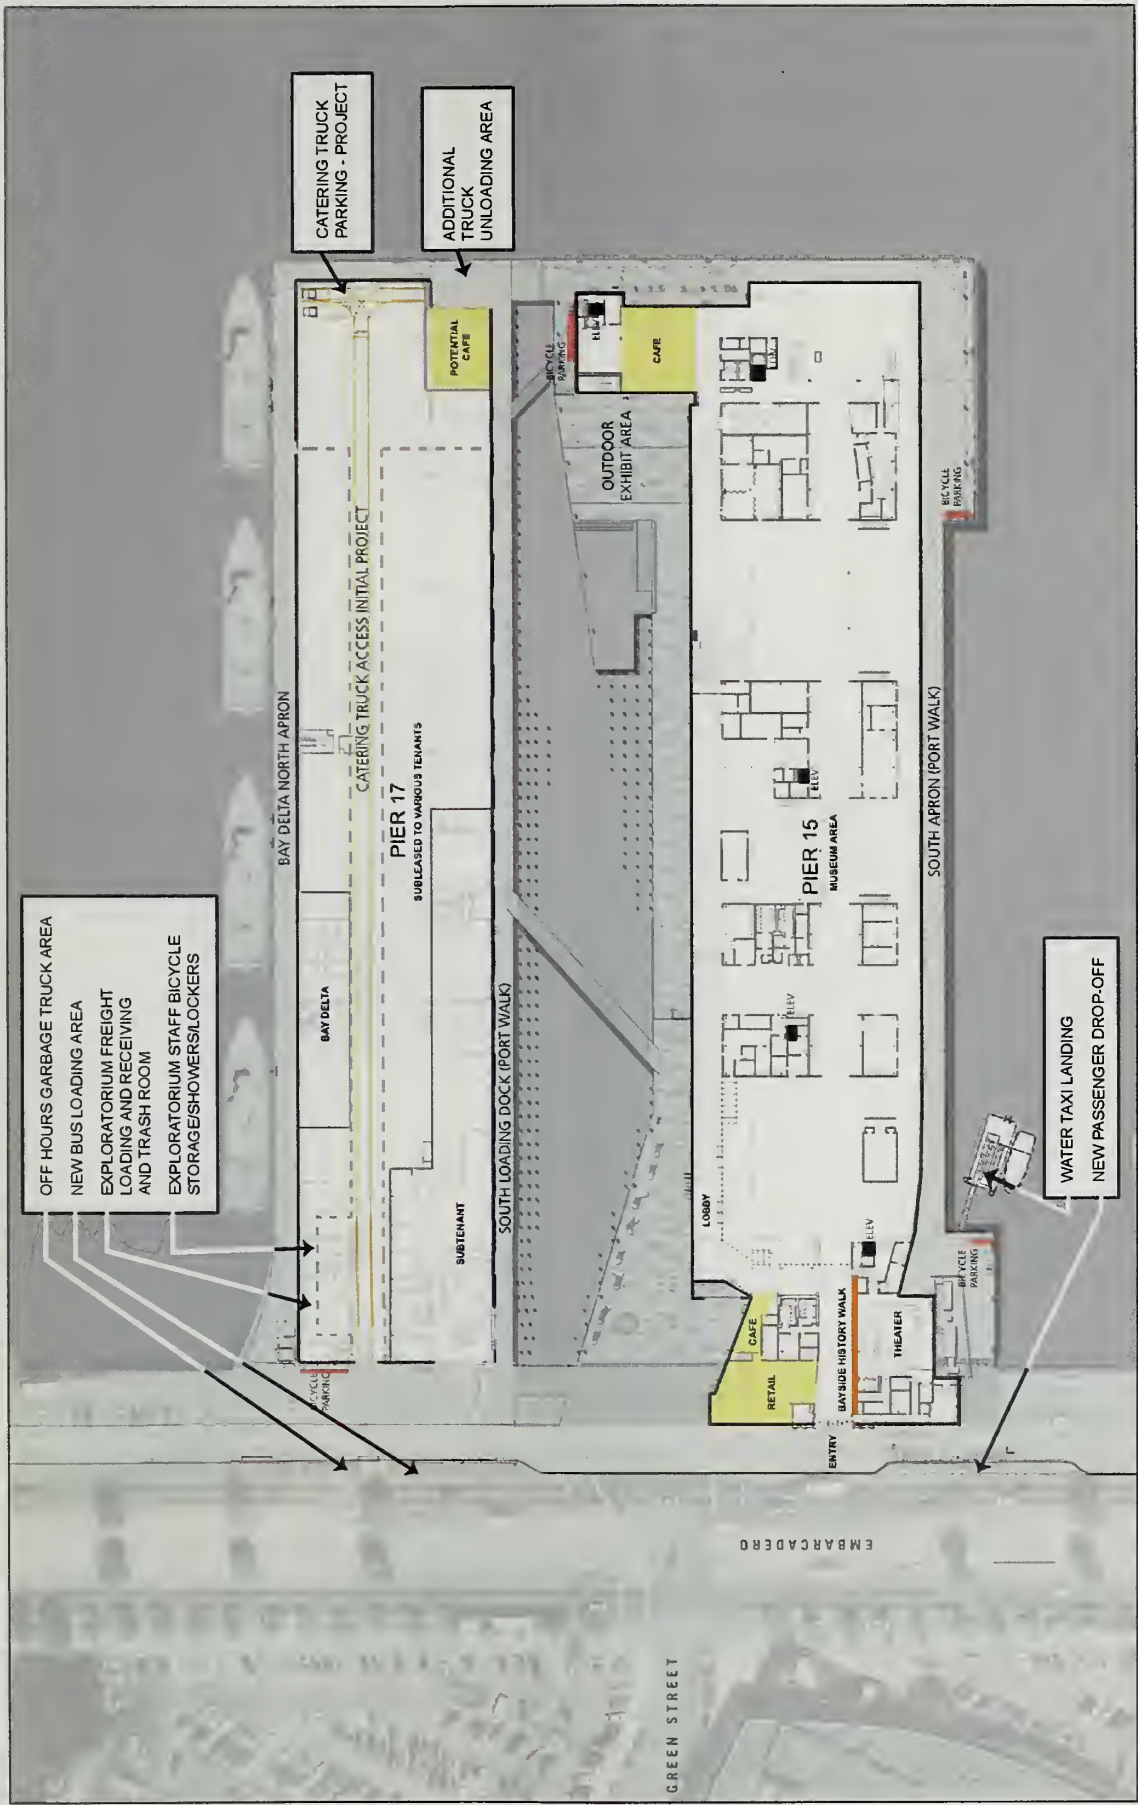 OFF HOURS GARBAGE TRUCK AREA
NEW BUS LOADING AREA
EXPLORATORIUM FREIGHT
LOADING AND RECEIVING
AND TRASH ROOM
EXPLORATORIUM STAFF BICYCLE
STORAGE/SHOWERS/LOCKERS
CATERING TRUCK
PARKING - PROJECT
ADDITIONAL
TRUCK
UNLOADING AREA
BAY DELTA NORTH APRON
BAY DELTA
CATERING TRUCK ACCESS INITIAL PROJECT
PIER 17
SUBLEASED TO VARIOUS TENANTS
POTENTIAL
CAFE
SUBTENANT
BICYCLE
PARKING
SOUTH LOADING DOCK (PORT WALK)
BICYCLE
PARKING
ELEV
CAFE
OUTDOOR
EXHIBIT AREA
LOBBY
ELEV
ELEV
ELEV
PIER 15
MUSEUM AREA
ELEV
CAFE
RETAIL
BAYSIDE HISTORY WALK
THEATER
ENTRY
SOUTH APRON (PORT WALK)
BICYCLE
PARKING
BICYCLE
PARKING
WATER TAXI LANDING
NEW PASSENGER DROP-OFF
EMBARCADERO
GREEN STREET